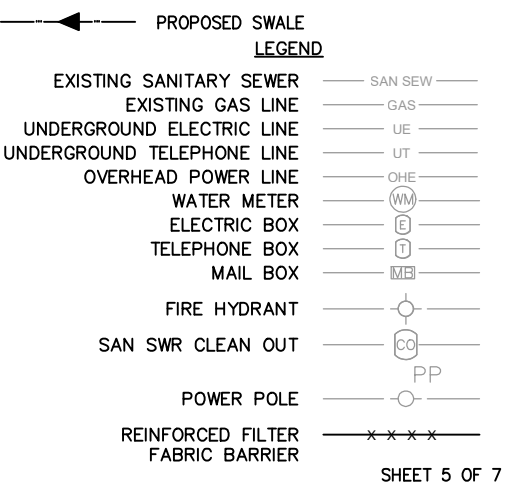 PROPOSED SWALE
LEGEND
EXISTING SANITARY SEWER SAN SEW
EXISTING GAS LINE GAS
UNDERGROUND ELECTRIC LINE UE
UNDERGROUND TELEPHONE LINE UT
OVERHEAD POWER LINE OHE
WATER METER WM
ELECTRIC BOX E
TELEPHONE BOX T
MAIL BOX MB
FIRE HYDRANT
SAN SWR CLEAN OUT CO
PP
POWER POLE
REINFORCED FILTER X X X X
FABRIC BARRIER
SHEET 5 OF 7